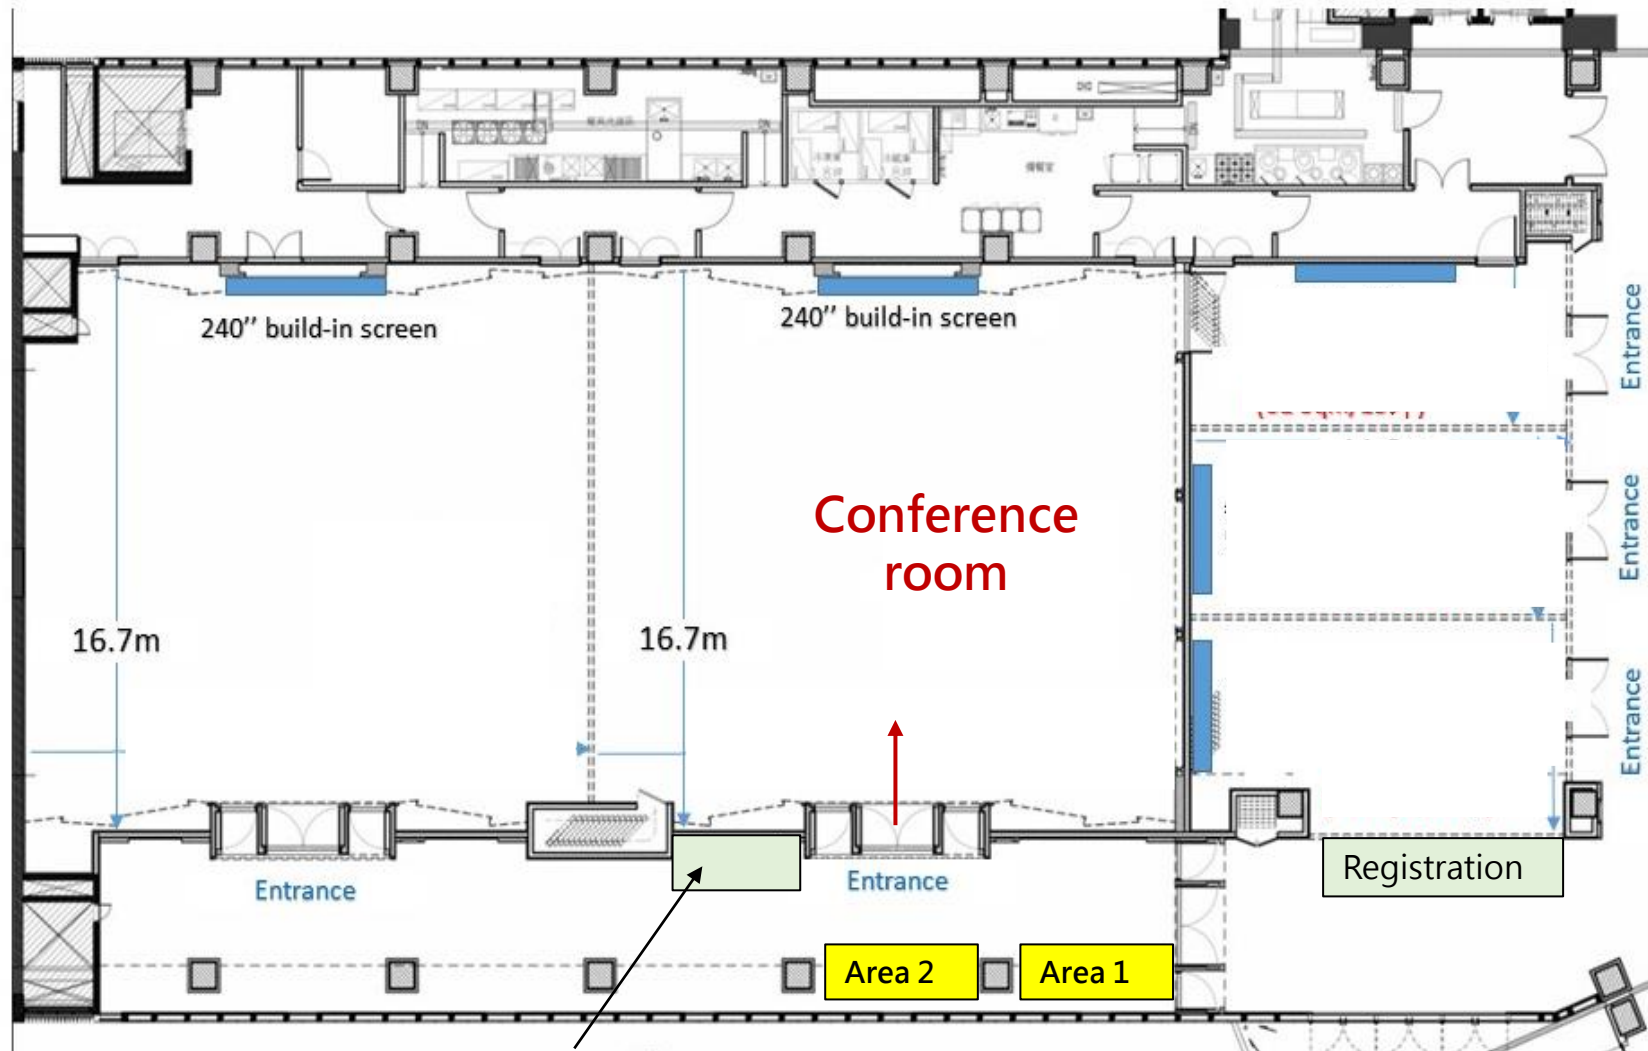 240’’ build-in screen
240’’ build-in screen
Entrance
Conference
room
Entrance
16.7m
16.7m
Entrance
Registration
Entrance
Entrance
Area 2
Area 1